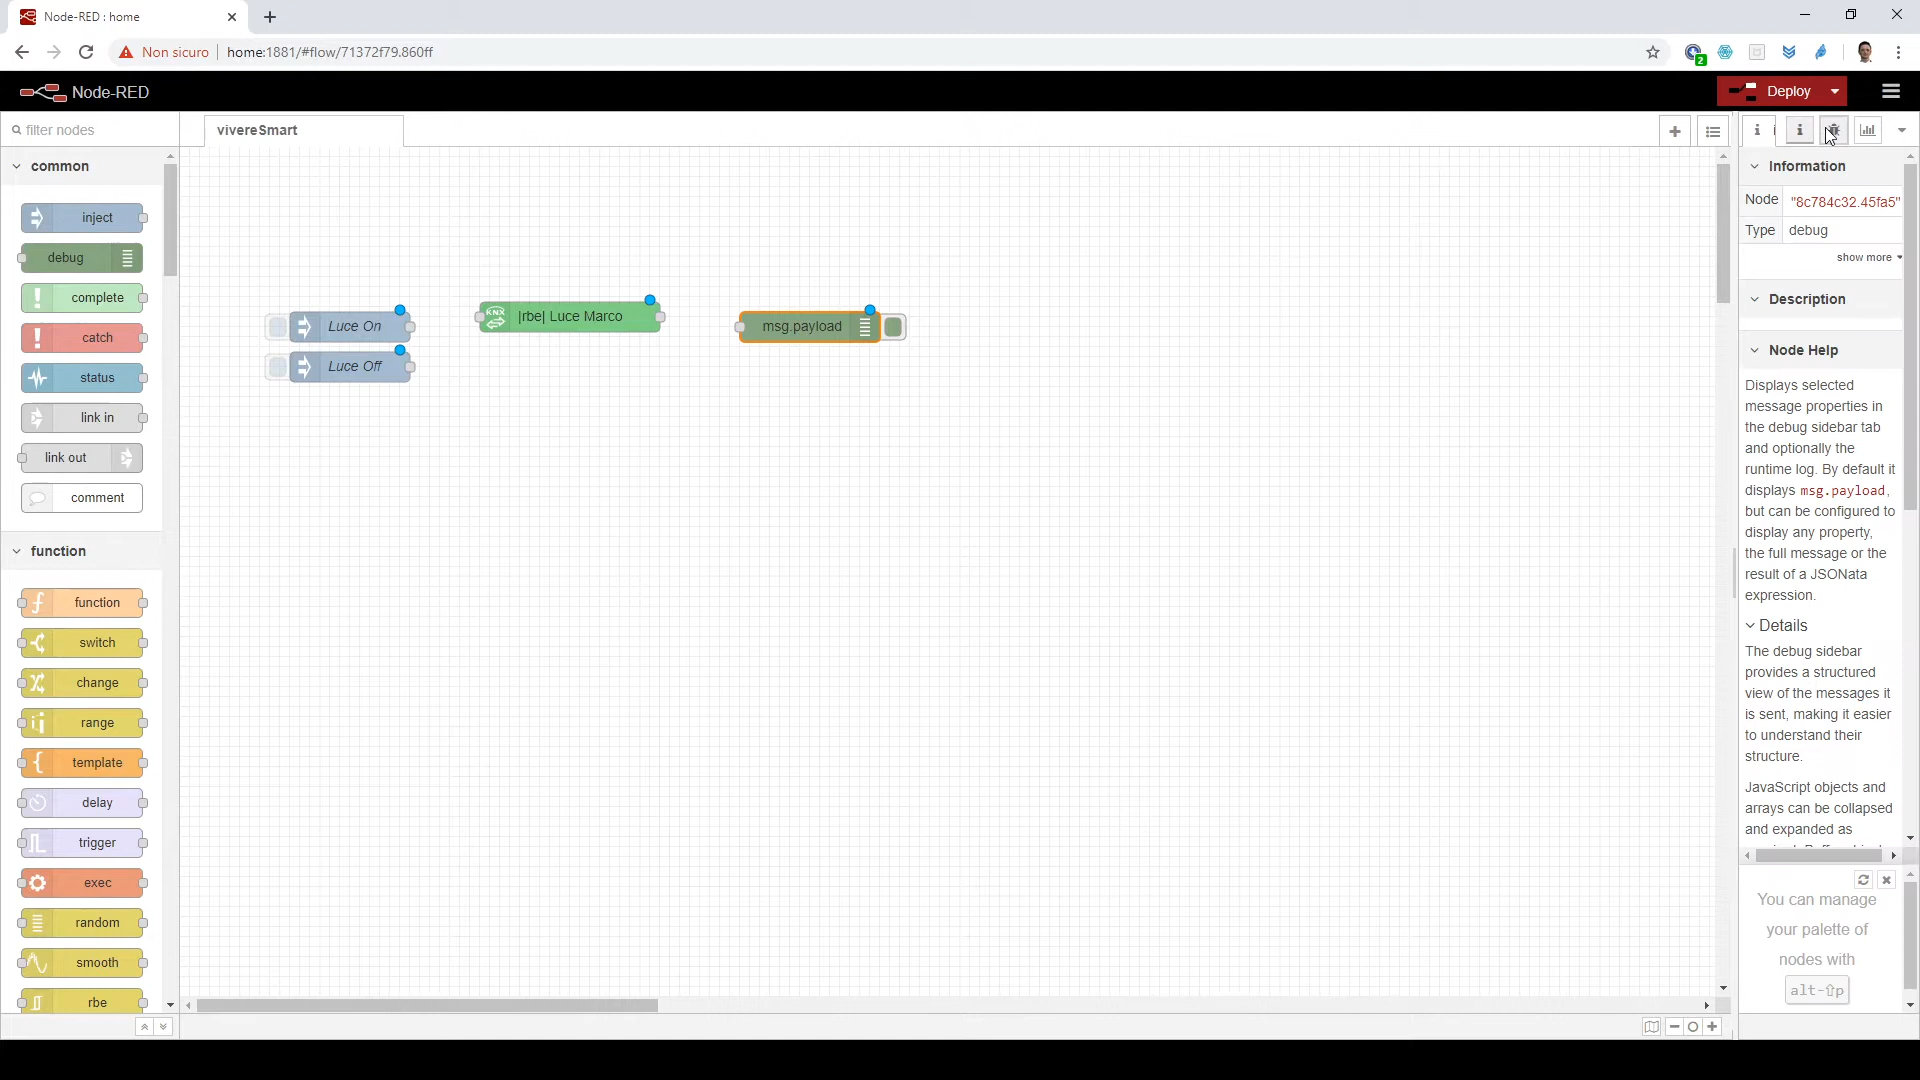 Node-RED : home
Non sicuro
home:1881/#flow/71372f79.860ff
2
Node-RED
Deploy
filter nodes
vivereSmart
common
inject
debug
complete
catch
status
link in
link out
comment
function
function
switch
change
range
template
delay
trigger
exec
random
smooth
rbe
Luce On
Luce Off
KNX
|rbe| Luce Marco
msg.payload
Information
Node "8c784c32.45fa5"
Type debug
show more
Description
Node Help
Displays selected
message properties in
the debug sidebar tab
and optionally the
runtime log. By default it
displays msg.payload,
but can be configured to
display any property,
the full message or the
result of a JSONata
expression.
Details
The debug sidebar
provides a structured
view of the messages it
is sent, making it easier
to understand their
structure.
JavaScript objects and
arrays can be collapsed
and expanded as
You can manage
your palette of
nodes with
alt-⇧p